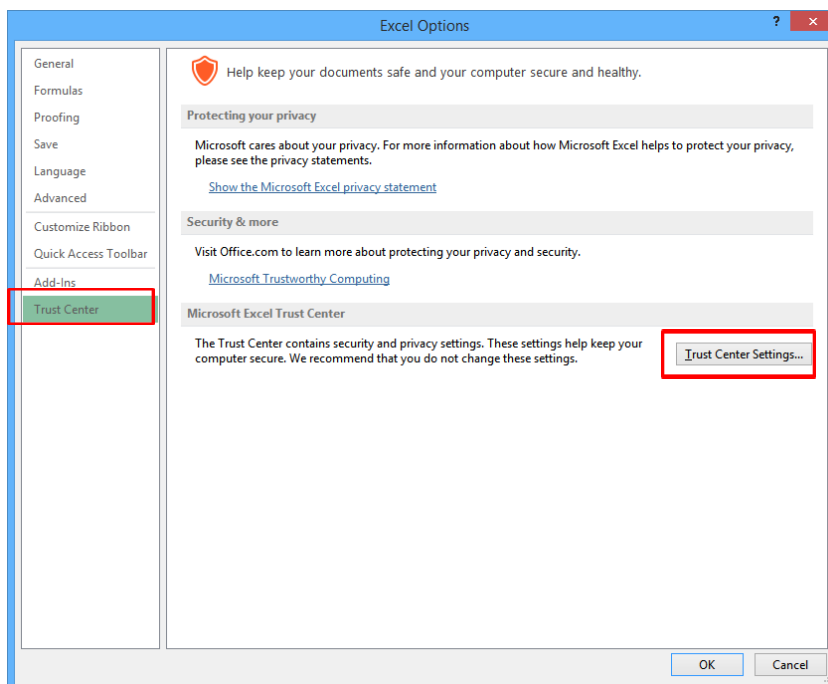 Excel Options
?
General
Formulas
Proofing
Save
Language
Advanced
Customize Ribbon
Quick Access Toolbar
Add-Ins
Trust Center
Help keep your documents safe and your computer secure and healthy.
Protecting your privacy
Microsoft cares about your privacy. For more information about how Microsoft Excel helps to protect your privacy,
please see the privacy statements.
Show the Microsoft Excel privacy statement
Security & more
Visit Office.com to learn more about protecting your privacy and security.
Microsoft Trustworthy Computing
Microsoft Excel Trust Center
The Trust Center contains security and privacy settings. These settings help keep your
computer secure. We recommend that you do not change these settings.
Trust Center Settings...
OK
Cancel